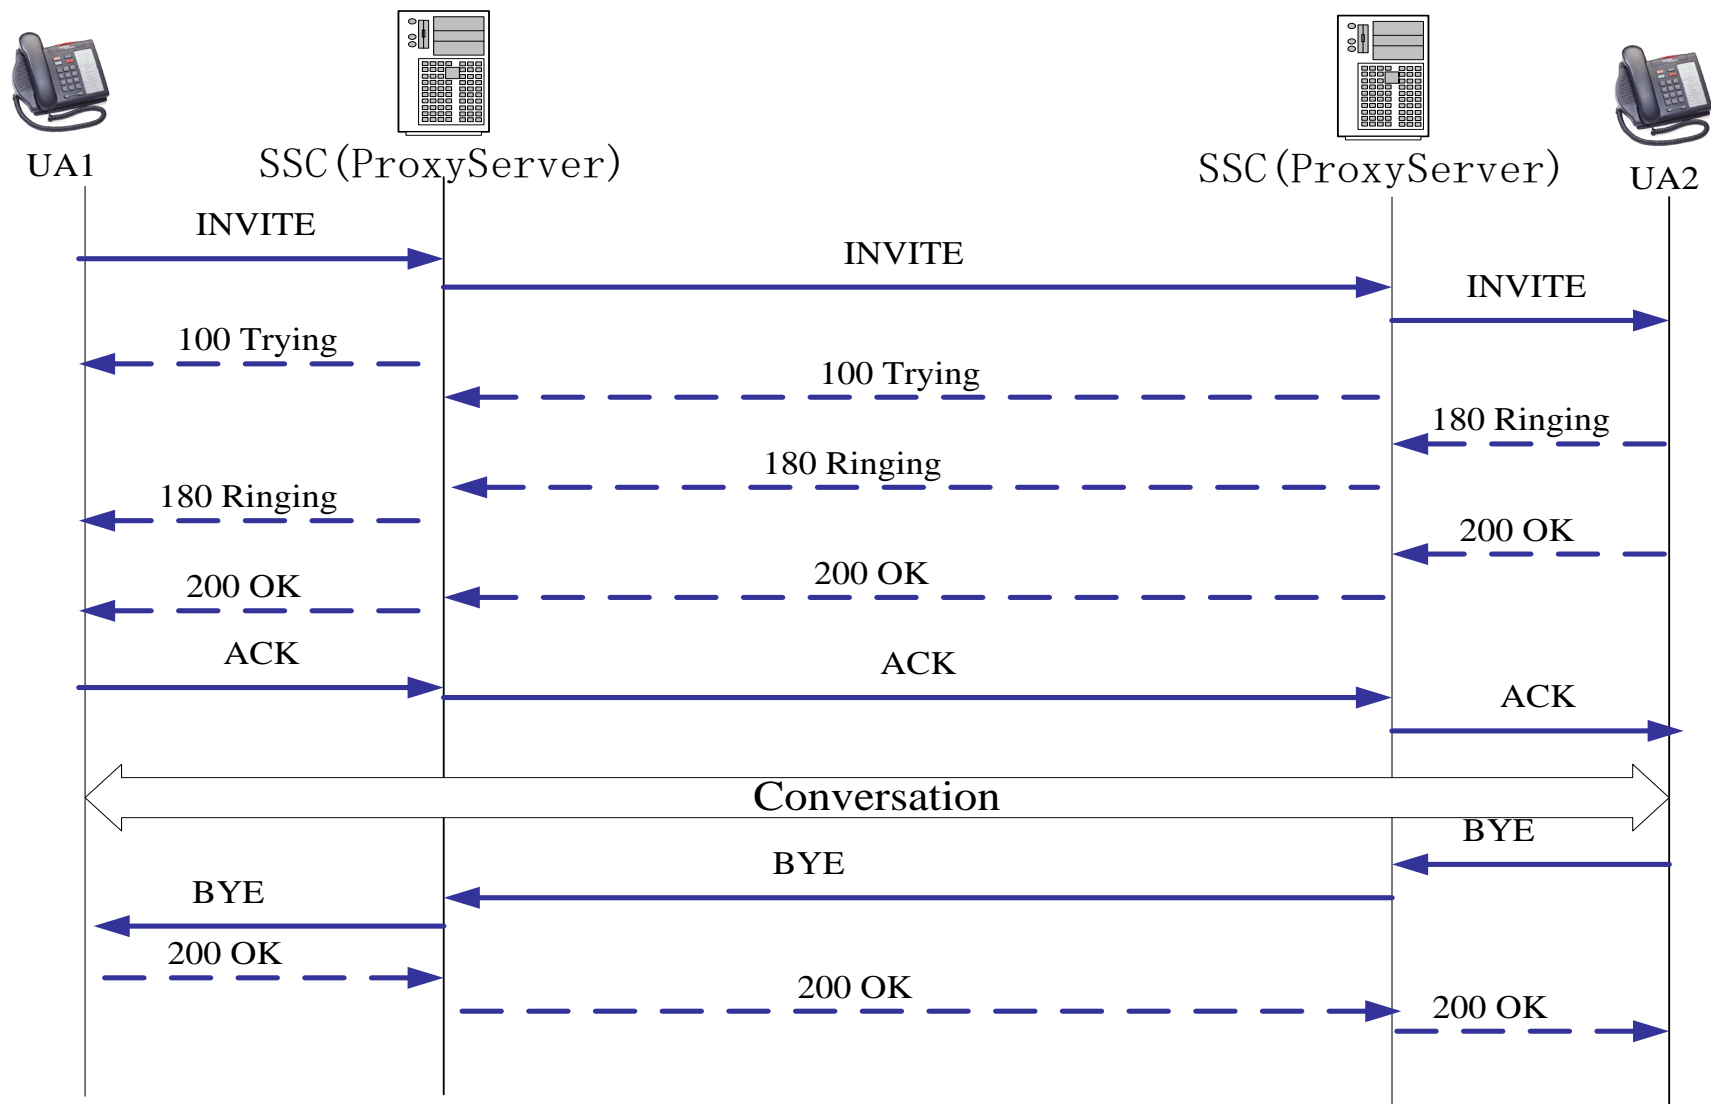 UA1
SSC(ProxyServer)
SSC(ProxyServer)
UA2
INVITE
INVITE
INVITE
100 Trying
100 Trying
180 Ringing
180 Ringing
180 Ringing
200 OK
200 OK
200 OK
ACK
ACK
ACK
Conversation
BYE
BYE
BYE
200 OK
200 OK
200 OK